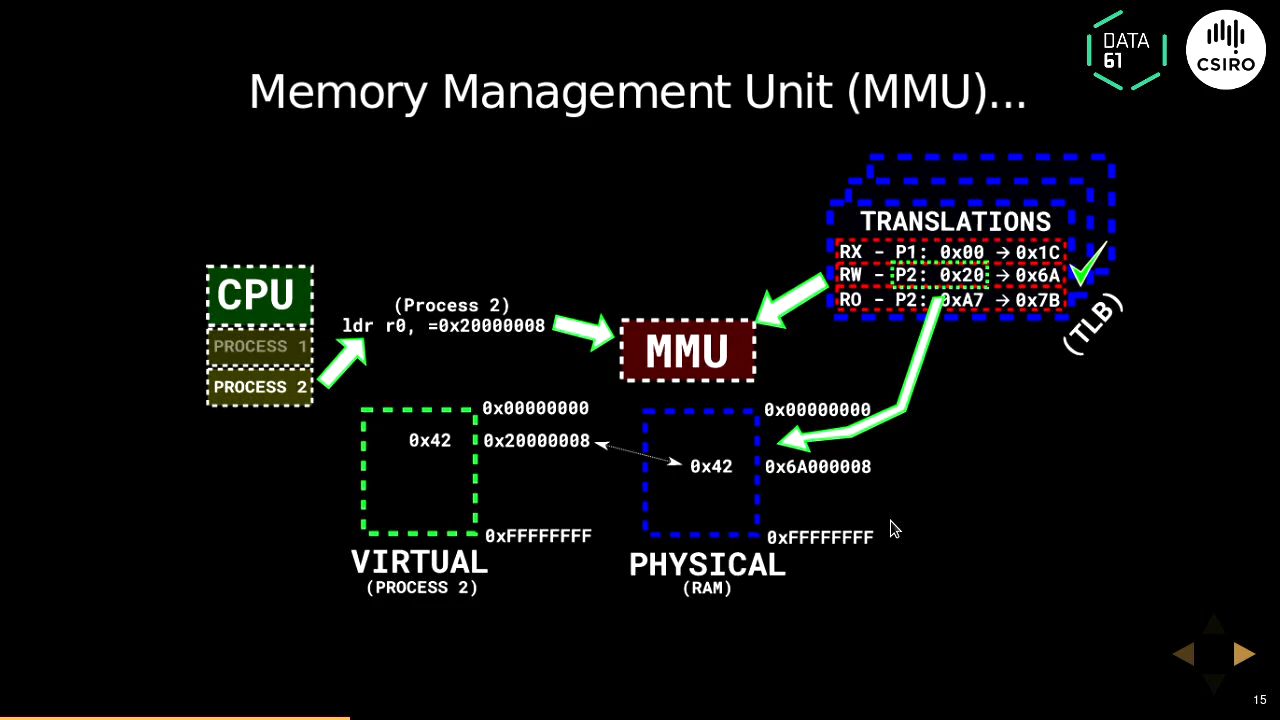 DATA
61
CSIRO
Memory Management Unit (MMU)...
TRANSLATIONS
RX - P1: 0x00 → 0x1C
RW - P2: 0x20 → 0x6A
RO - P2: 0xA7 → 0x7B
(TLB)
CPU
PROCESS 1
PROCESS 2
(Process 2)
ldr r0, =0x20000008
MMU
0x00000000
0x42
0x20000008
0xFFFFFFFF
VIRTUAL
(PROCESS 2)
0x00000000
0x42
0x6A000008
0xFFFFFFFF
PHYSICAL
(RAM)
15